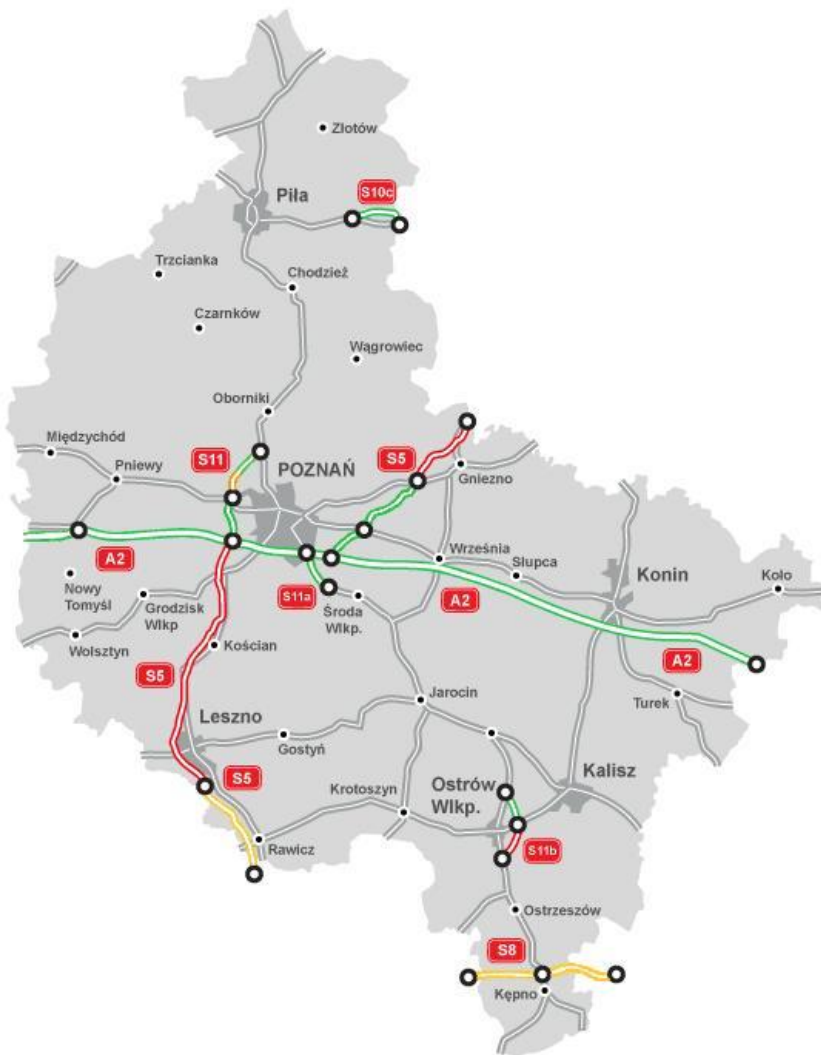 Złotów
S10c
Piła
Trzcianka
Chodzież
Czarnków
Wągrowiec
Oborniki
Międzychód
S11
S5
Pniewy
POZNAŃ
Gniezno
A2
Września
Słupca
Konin
Koło
Nowy
Tomyśl
Grodzisk
Wlkp
S11a
Środa
Wlkp.
A2
Wolsztyn
Kościan
A2
S5
Jarocin
Turek
Leszno
Gostyń
S5
Krotoszyn
Ostrów
Wlkp.
Kalisz
Rawicz
S11b
Ostrzeszów
S8
Kępno